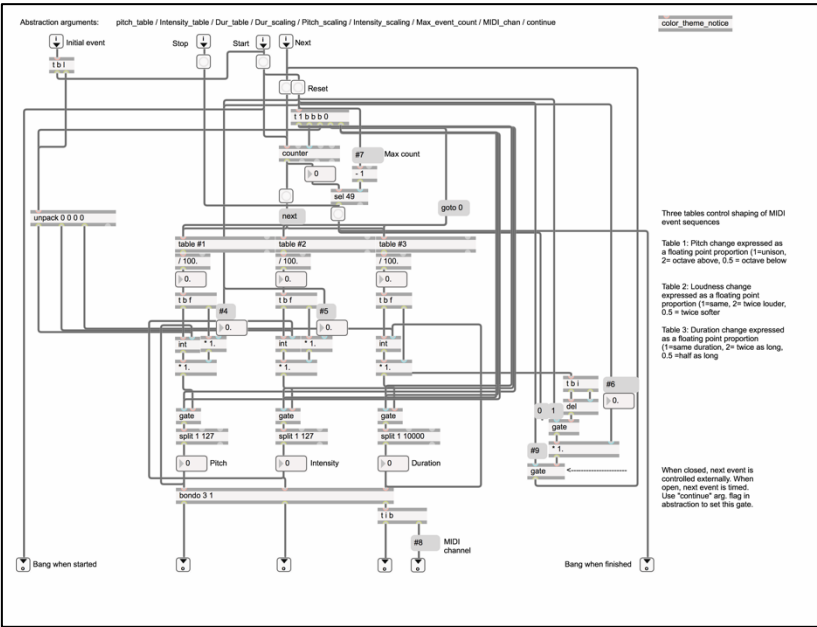 Abstraction arguments: pitch_table / Intensity_table / Dur_table / Dur_scaling / Pitch_scaling / Intensity_scaling / Max_event_count / MIDI_chan / continue
color_theme_notice
Initial event
Stop
Start
Next
t b l
Reset
t 1 b b b 0
counter
#7
Max count
0
- 1
sel 49
goto 0
unpack 0 0 0 0
next
table #1
table #2
table #3
/ 100.
/ 100.
/ 100.
0.
0.
0.
t b f
t b f
t b f
#4
#5
0.
0.
int
* 1.
int
* 1.
int
* 1.
* 1.
* 1.
t b i
#6
del
0.
0 1
gate
gate
gate
gate
split 1 127
split 1 127
split 1 10000
#9
* 1.
gate
<-----------------------
0
Pitch
0
Intensity
0
Duration
bondo 3 1
t i b
#8
MIDI
channel
Bang when started
Bang when finished
Three tables control shaping of MIDI
event sequences
Table 1: Pitch change expressed as
a floating point proportion (1=unison,
2= octave above, 0.5 = octave below
Table 2: Loudness change
expressed as a floating point
proportion (1=same, 2= twice louder,
0.5 = twice softer
Table 3: Duration change expressed
as a floating point proportion
(1=same duration, 2= twice as long,
0.5 =half as long
When closed, next event is
controlled externally. When
open, next event is timed.
Use "continue" arg. flag in
abstraction to set this gate.